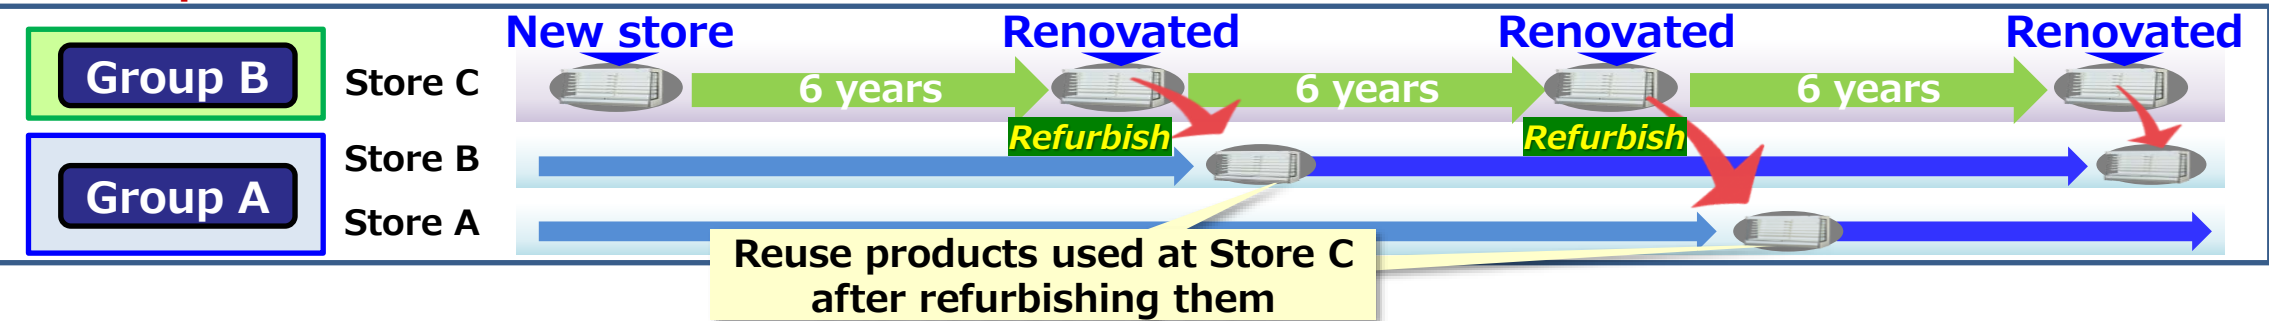 New store
Renovated
Renovated
Renovated
Group B
Store C
6 years
6 years
6 years
Refurbish
Refurbish
Store B
Group A
Store A
Reuse products used at Store C
after refurbishing them